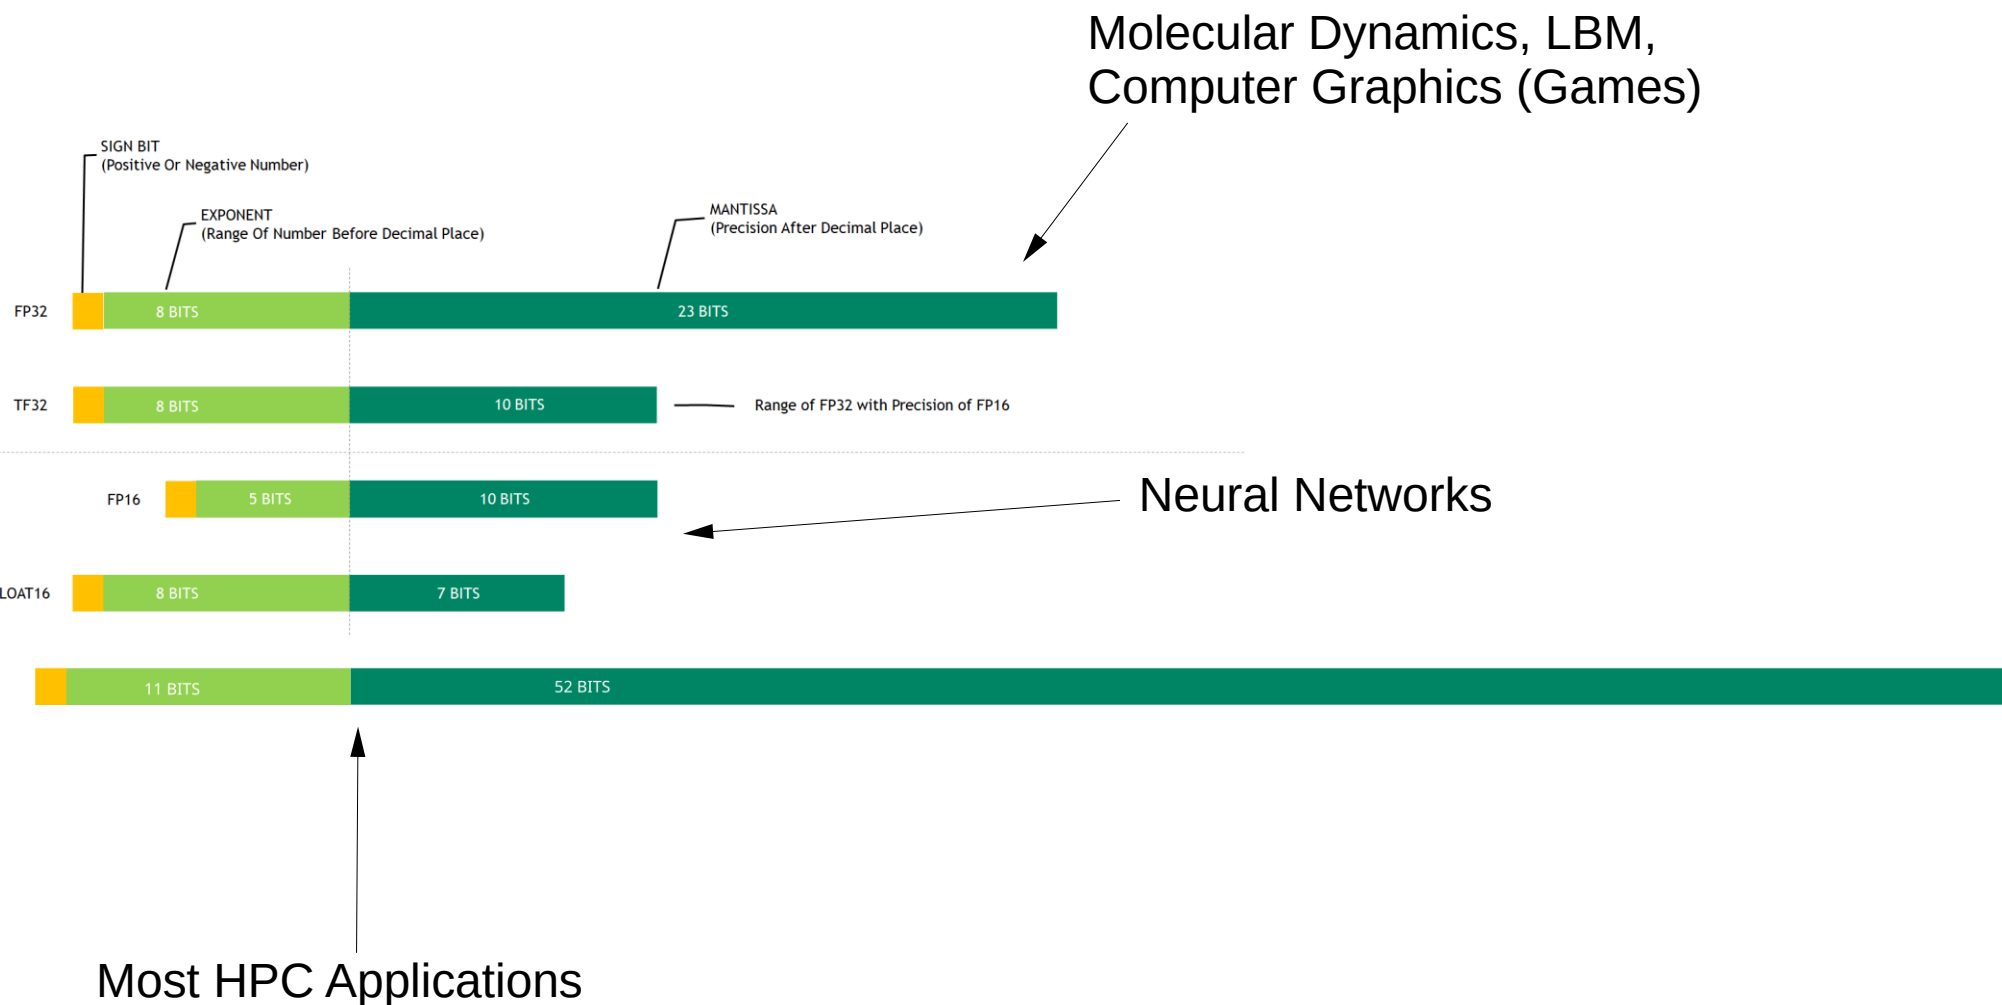 Molecular Dynamics, LBM,
Computer Graphics (Games)
SIGN BIT
(Positive Or Negative Number)
EXPONENT
(Range Of Number Before Decimal Place)
MANTISSA
(Precision After Decimal Place)
FP32 8 BITS 23 BITS
TF32 8 BITS 10 BITS Range of FP32 with Precision of FP16
Neural Networks
FP16 5 BITS 10 BITS
LOAT16 8 BITS 7 BITS
11 BITS 52 BITS
Most HPC Applications